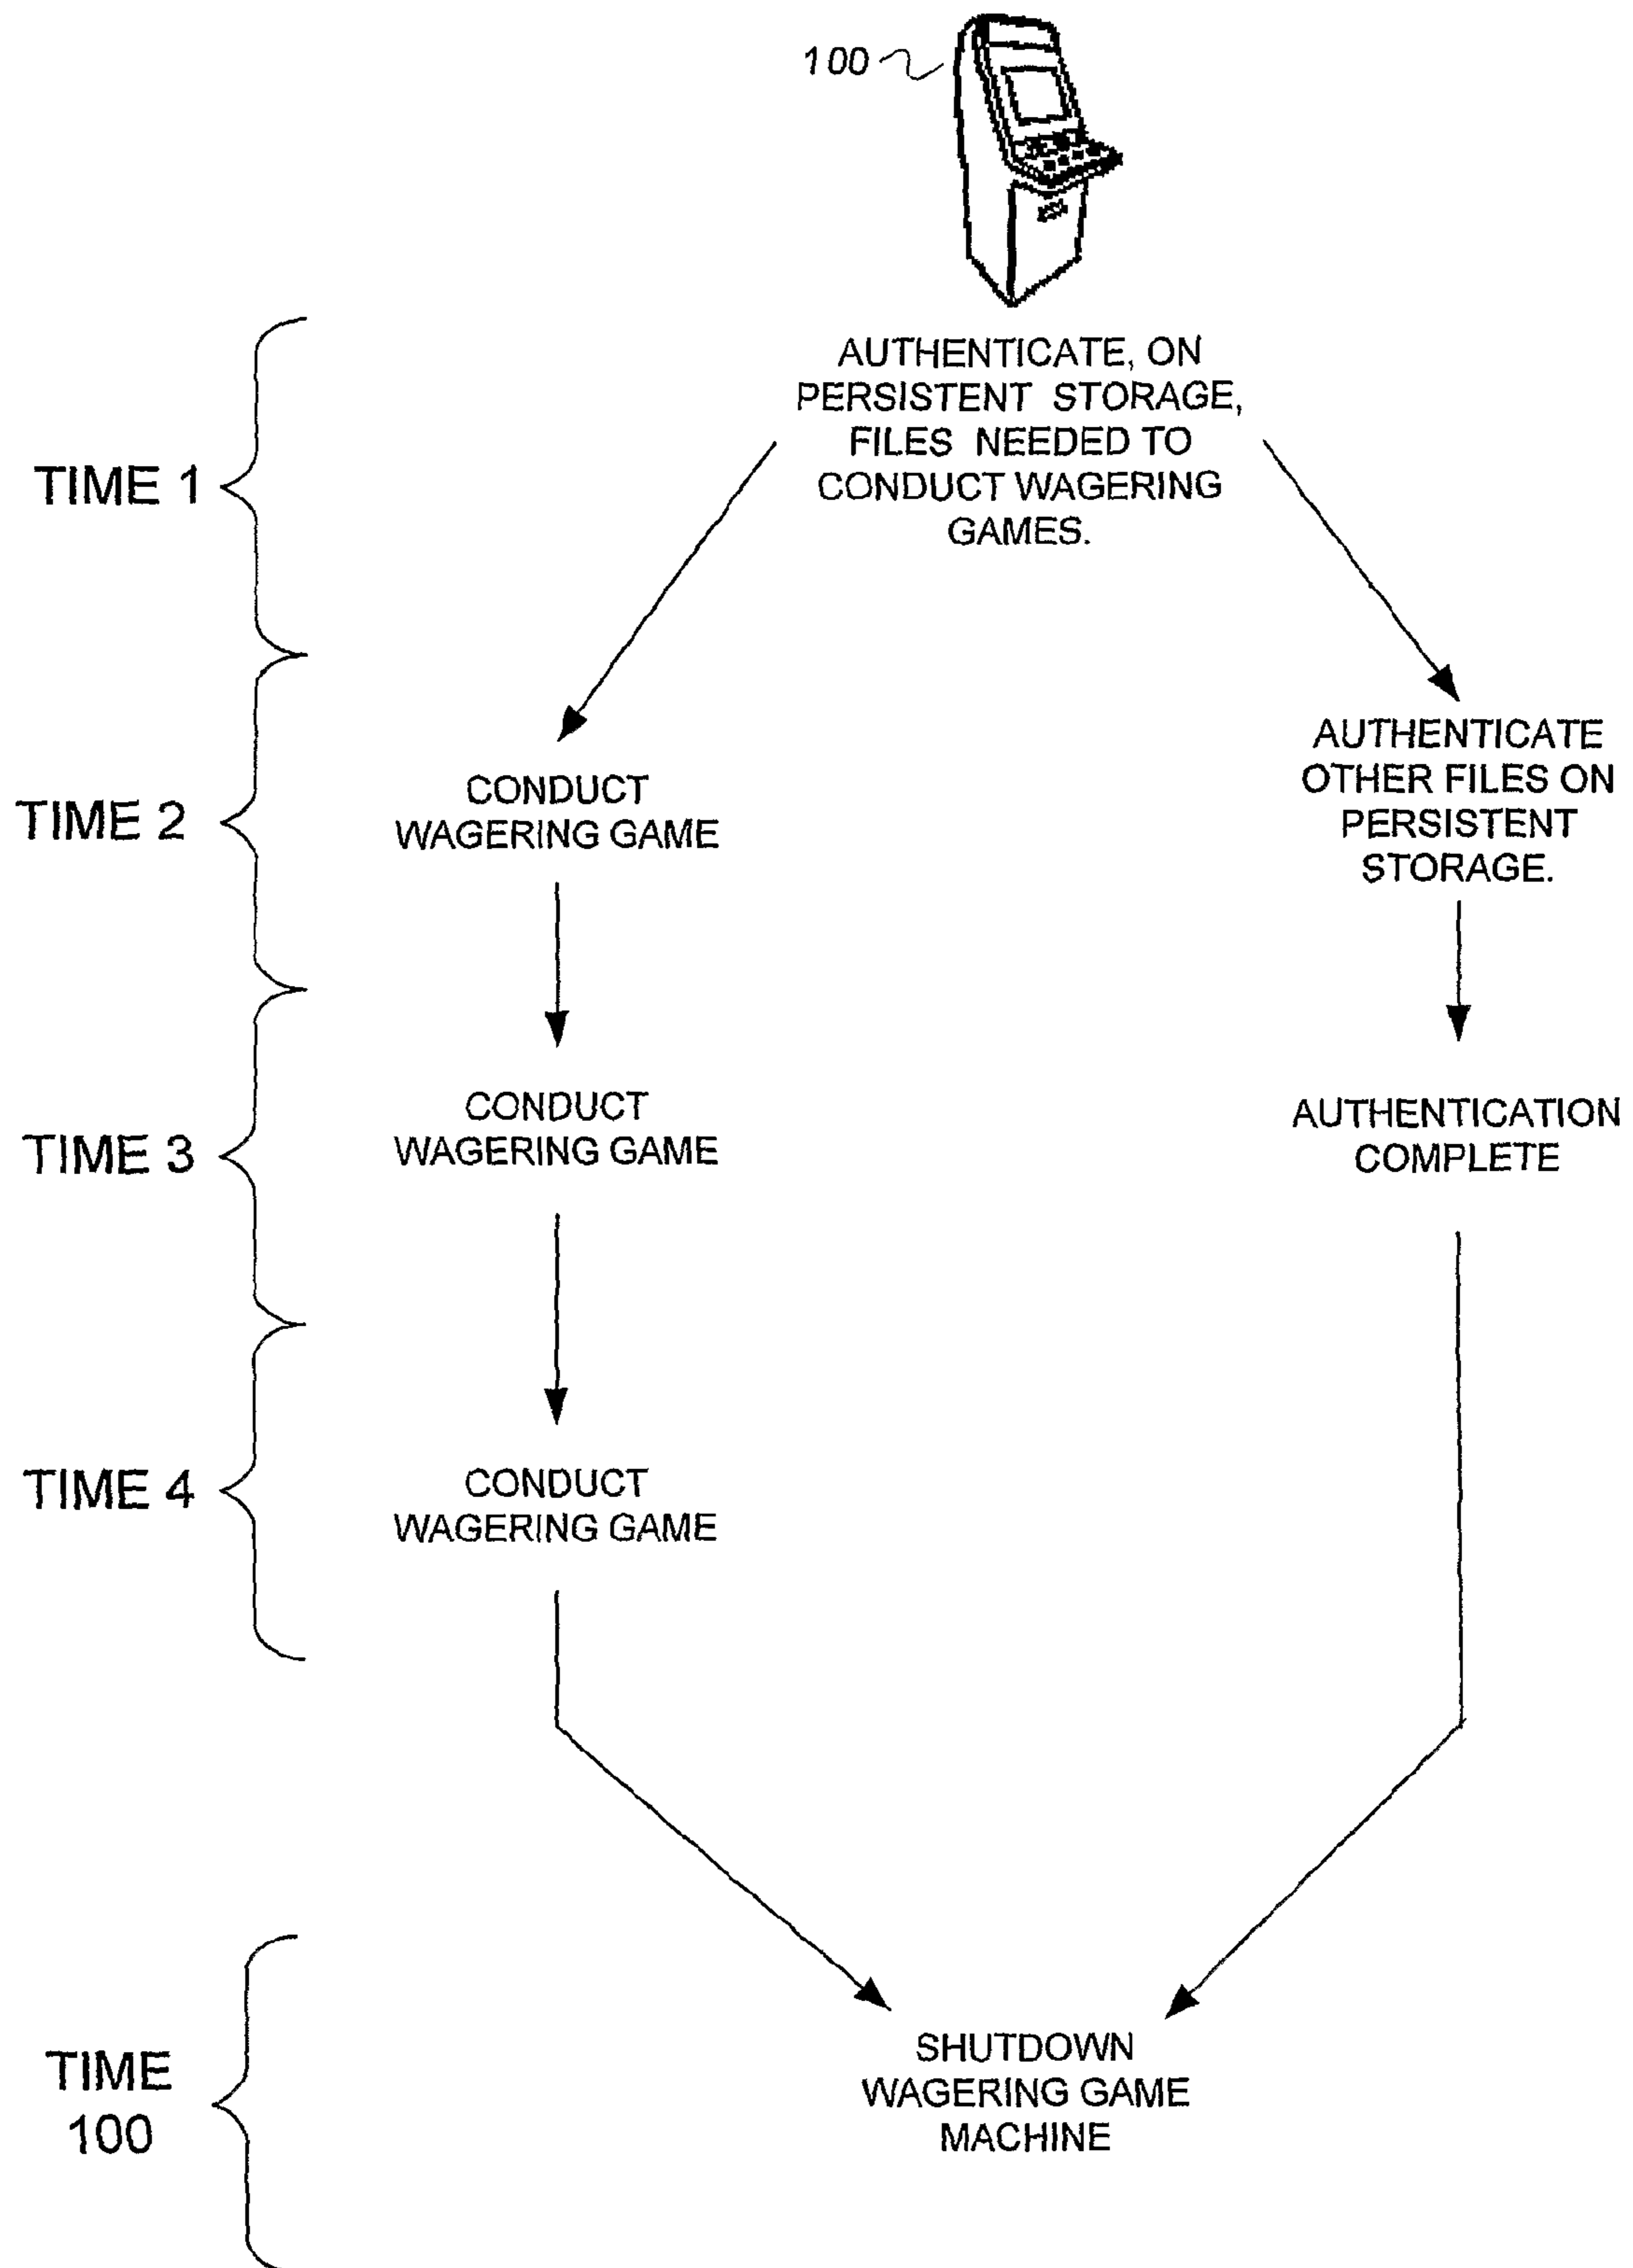 100
AUTHENTICATE, ON
PERSISTENT STORAGE,
FILES NEEDED TO
CONDUCT WAGERING
GAMES.
TIME 1
TIME 2
CONDUCT
WAGERING GAME
AUTHENTICATE
OTHER FILES ON
PERSISTENT
STORAGE.
TIME 3
CONDUCT
WAGERING GAME
AUTHENTICATION
COMPLETE
TIME 4
CONDUCT
WAGERING GAME
TIME
100
SHUTDOWN
WAGERING GAME
MACHINE